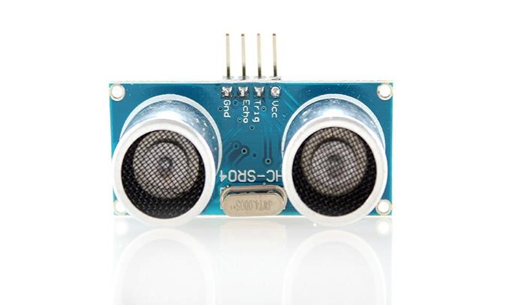 Gnd
Echo
Trig
Vcc
HC-SR04